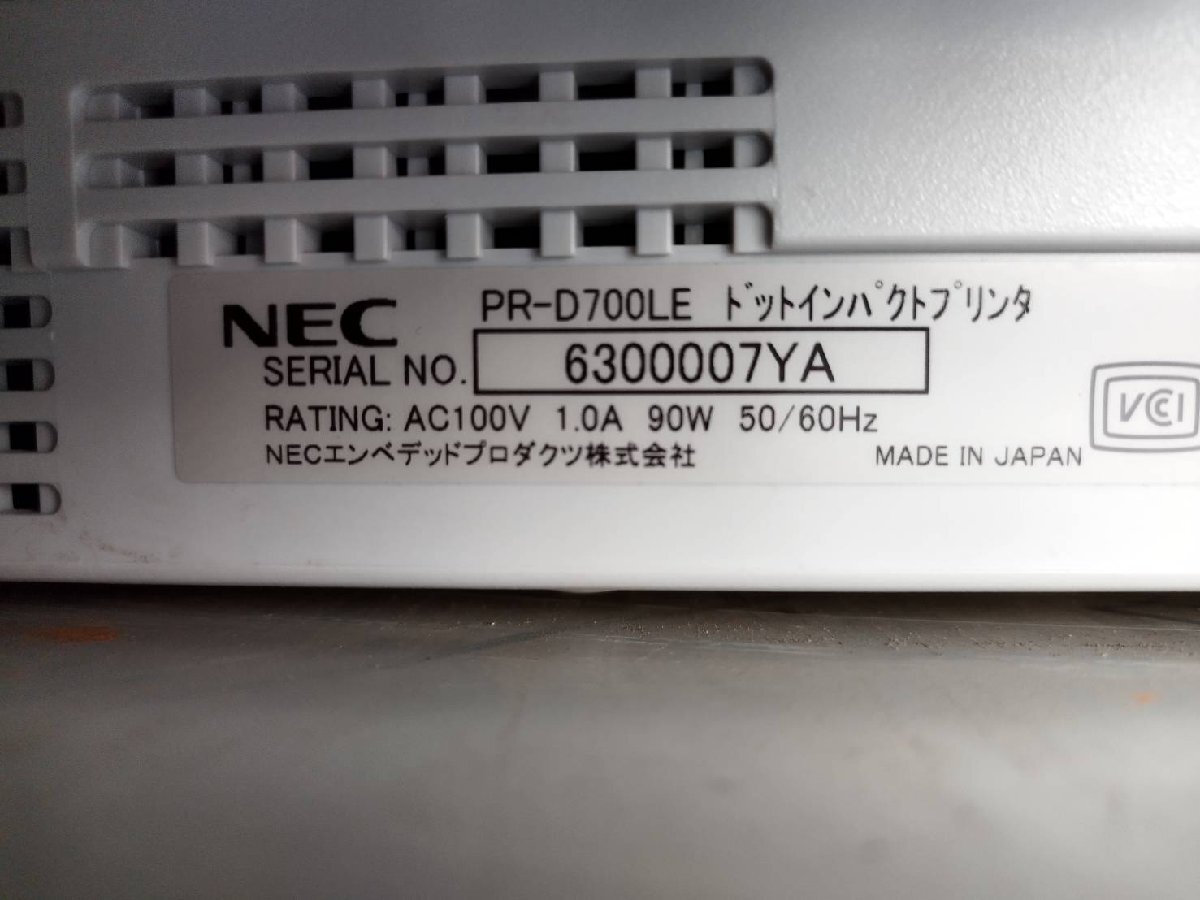 NEC PR-D700LE ﾄﾞｯﾄｲﾝﾊﾟｸﾄﾌﾟﾘﾝﾀ
SERIAL NO. 6300007YA
RATING: AC100V 1.0A 90W 50/60Hz
NECエンベデッドプロダクツ株式会社 MADE IN JAPAN
VCCI